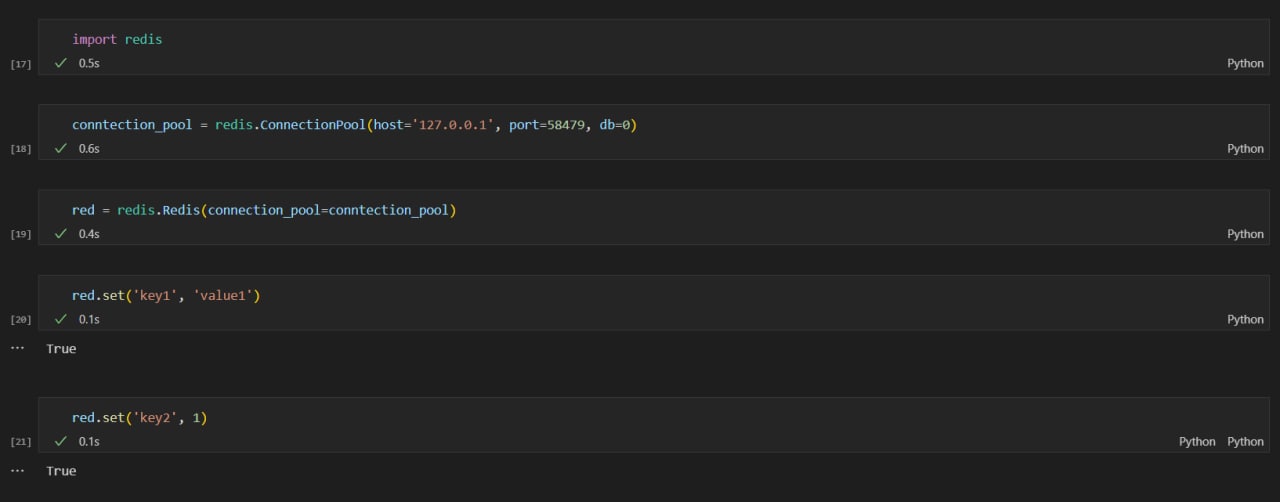 import redis
[17] ✓ 0.5s Python
conntection_pool = redis.ConnectionPool(host='127.0.0.1', port=58479, db=0)
[18] ✓ 0.6s Python
red = redis.Redis(connection_pool=conntection_pool)
[19] ✓ 0.4s Python
red.set('key1', 'value1')
[20] ✓ 0.1s Python
... True
red.set('key2', 1)
[21] ✓ 0.1s Python Python
... True